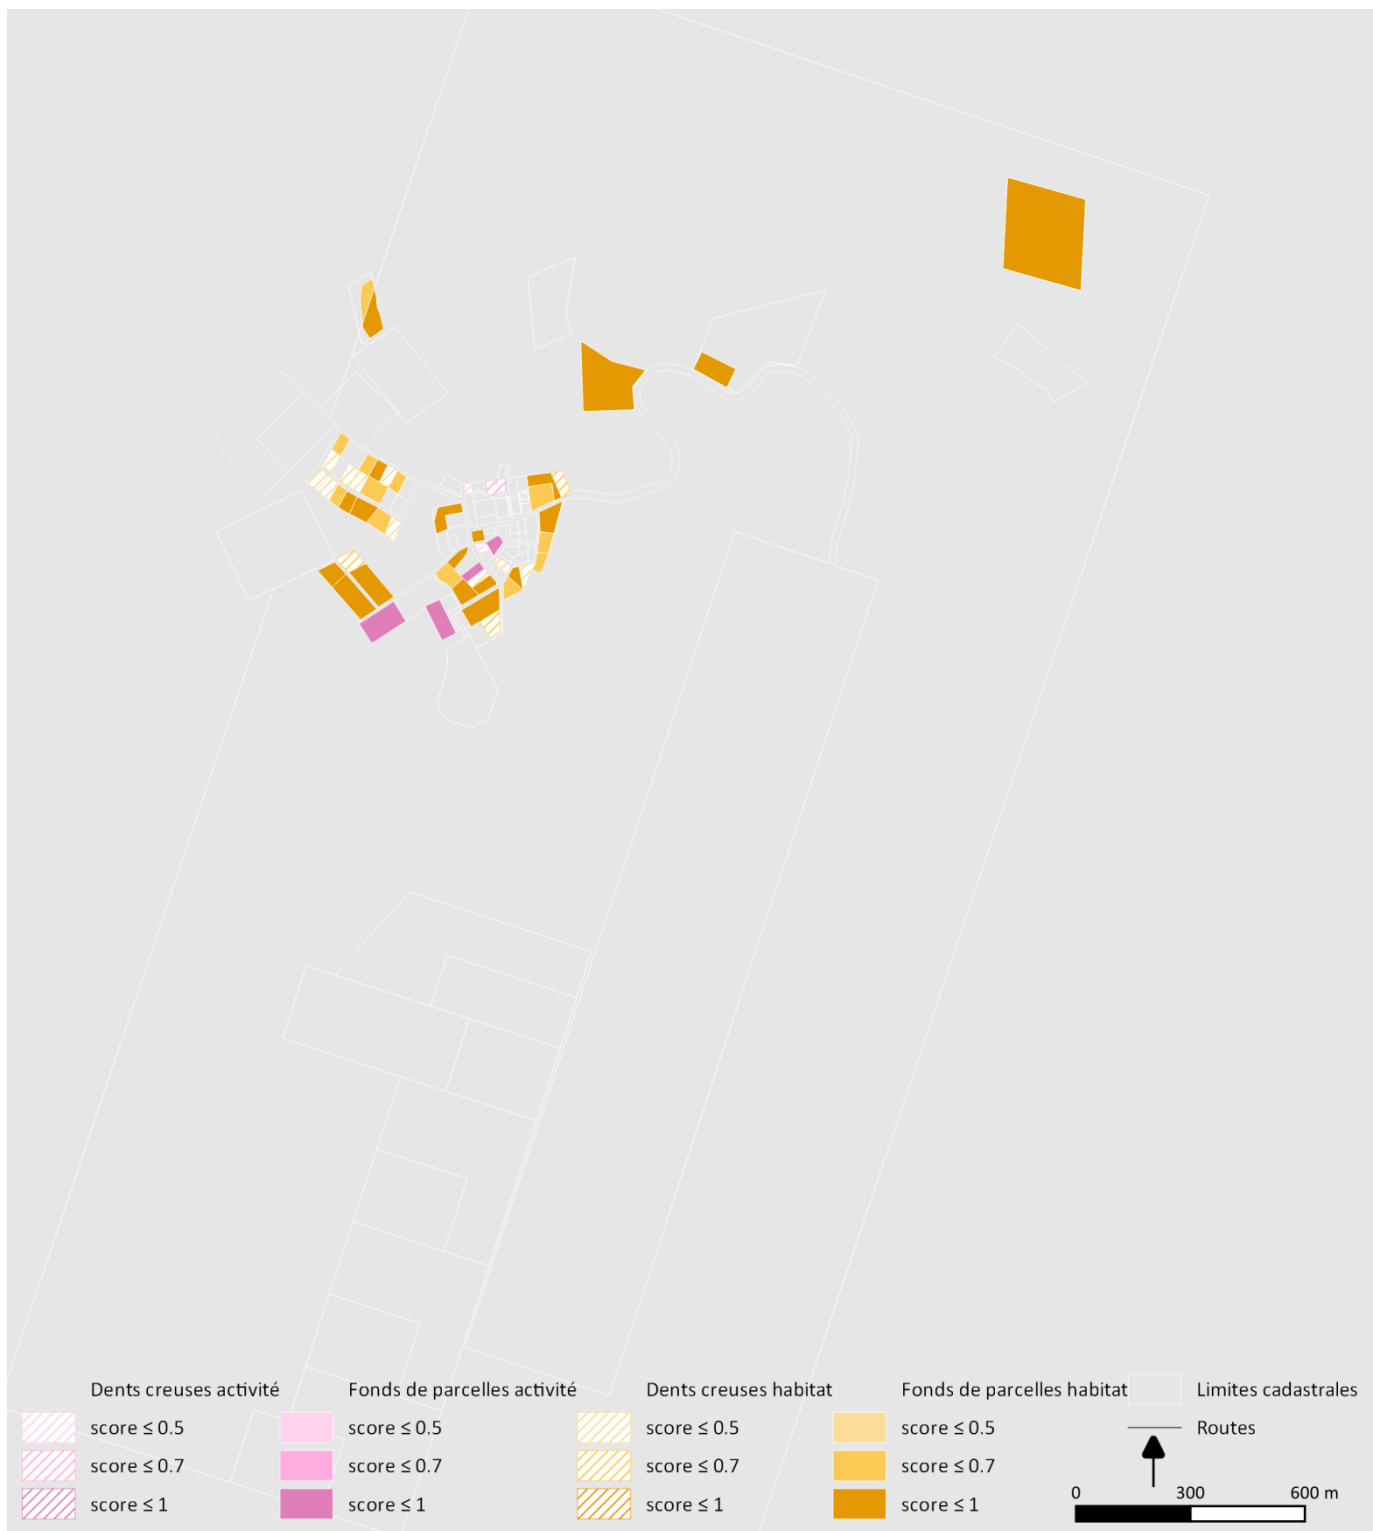 Dents creuses activité
score ≤ 0.5
score ≤ 0.7
score ≤ 1
Fonds de parcelles activité
score ≤ 0.5
score ≤ 0.7
score ≤ 1
Dents creuses habitat
score ≤ 0.5
score ≤ 0.7
score ≤ 1
Fonds de parcelles habitat
score ≤ 0.5
score ≤ 0.7
score ≤ 1
Limites cadastrales
Routes
0 300 600 m